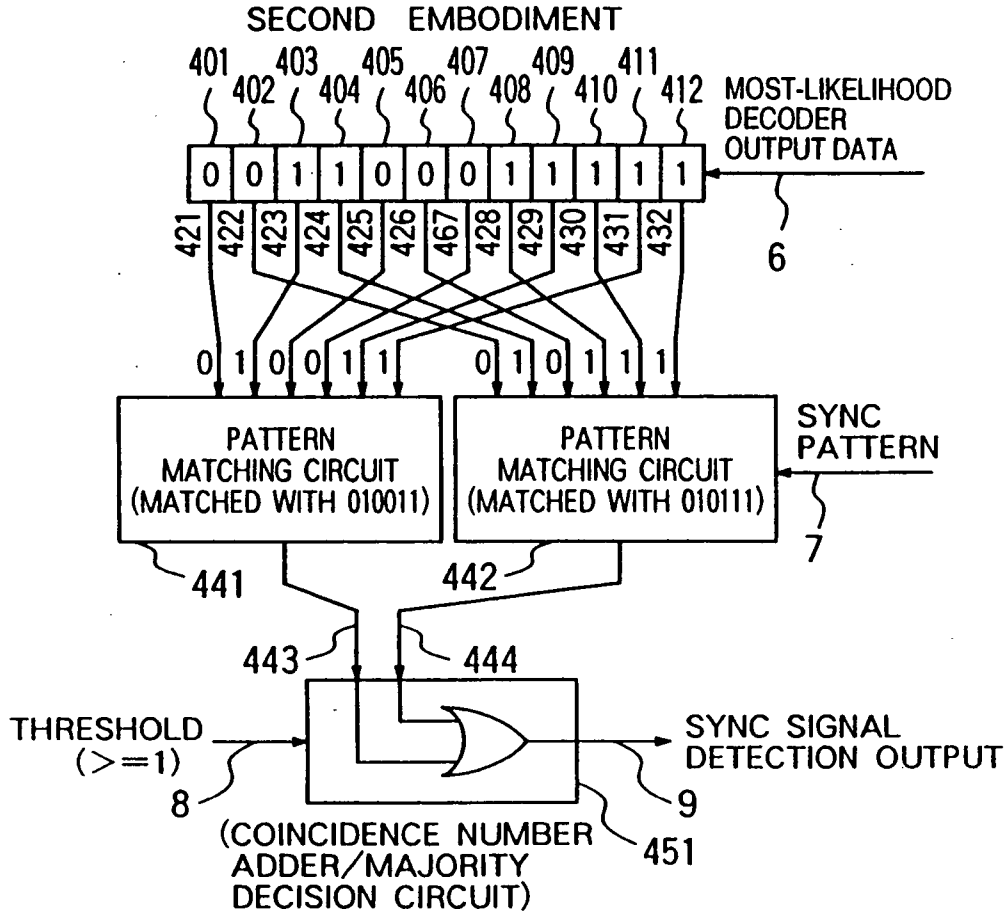 SECOND EMBODIMENT
401 403 405 407 409 411
402 404 406 408 410 412
MOST-LIKELIHOOD
DECODER
OUTPUT DATA
0 0 1 1 0 0 0 1 1 1 1 1
6
421 422 423 424 425 426 467 428 429 430 431 432
0 1 0 0 1 1
0 1 0 1 1 1
PATTERN
MATCHING CIRCUIT
(MATCHED WITH 010011)
PATTERN
MATCHING CIRCUIT
(MATCHED WITH 010111)
SYNC
PATTERN
7
441
442
443
444
THRESHOLD
(>=1)
8
SYNC SIGNAL
DETECTION OUTPUT
9
451
(COINCIDENCE NUMBER
ADDER/MAJORITY
DECISION CIRCUIT)